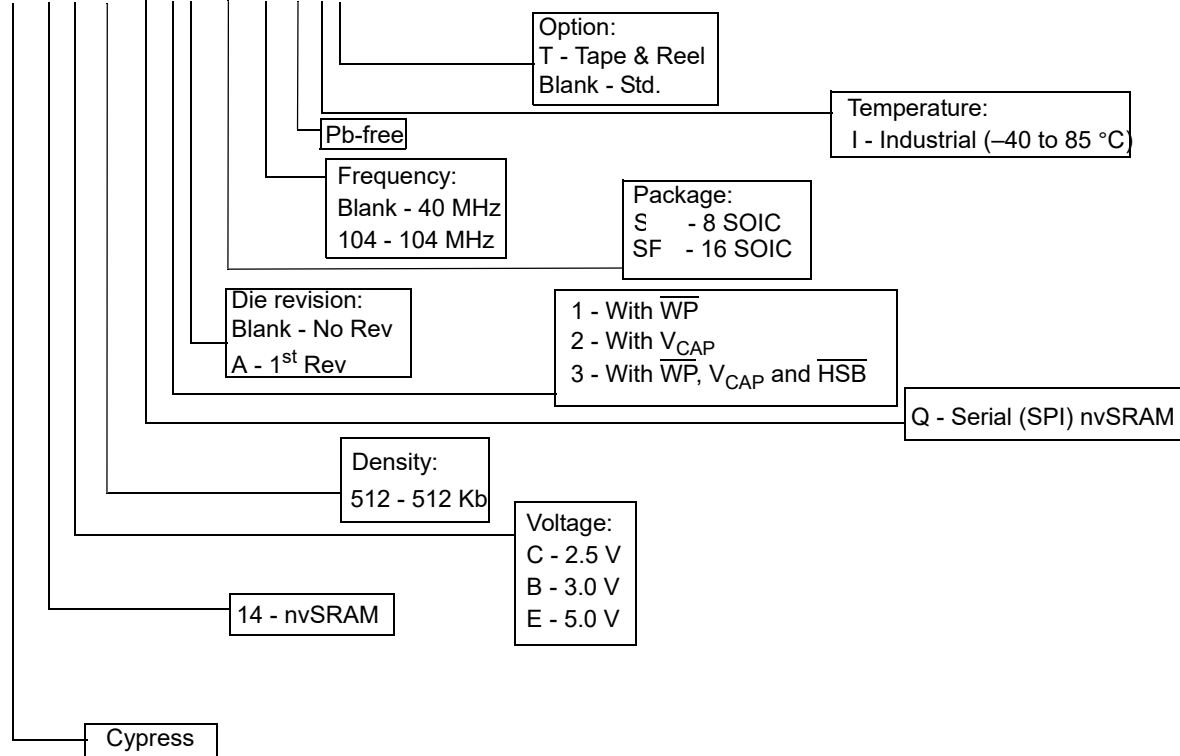 Option:
T - Tape & Reel
Blank - Std.
Temperature:
I - Industrial (–40 to 85 °C)
Pb-free
Frequency:
Blank - 40 MHz
104 - 104 MHz
Package:
S - 8 SOIC
SF - 16 SOIC
Die revision:
Blank - No Rev
A - 1st Rev
1 - With W̅P̅
2 - With VCAP
3 - With W̅P̅, VCAP and H̅S̅B̅
Q - Serial (SPI) nvSRAM
Density:
512 - 512 Kb
Voltage:
C - 2.5 V
B - 3.0 V
E - 5.0 V
14 - nvSRAM
Cypress